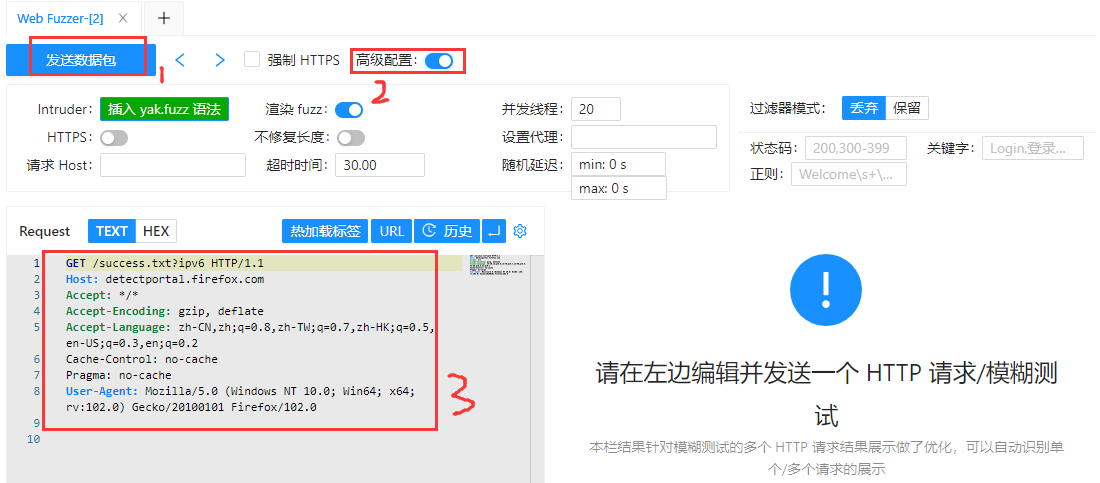 Web Fuzzer-[2]
发送数据包
强制 HTTPS
高级配置：
1
2
Intruder：
插入 yak.fuzz 语法
渲染 fuzz：
并发线程：
20
HTTPS：
不修复长度：
设置代理：
请求 Host：
超时时间：
30.00
随机延迟：
min: 0 s
max: 0 s
过滤器模式：
丢弃
保留
状态码：
200,300-399
关键字：
Login,登录...
正则：
Welcome\s+\...
Request
TEXT
HEX
热加载标签
URL
历史
1 GET /success.txt?ipv6 HTTP/1.1
2 Host: detectportal.firefox.com
3 Accept: */*
4 Accept-Encoding: gzip, deflate
5 Accept-Language: zh-CN,zh;q=0.8,zh-TW;q=0.7,zh-HK;q=0.5,
en-US;q=0.3,en;q=0.2
6 Cache-Control: no-cache
7 Pragma: no-cache
8 User-Agent: Mozilla/5.0 (Windows NT 10.0; Win64; x64;
rv:102.0) Gecko/20100101 Firefox/102.0
9
10
3
请在左边编辑并发送一个 HTTP 请求/模糊测
试
本栏结果针对模糊测试的多个 HTTP 请求结果展示做了优化，可以自动识别单
个/多个请求的展示